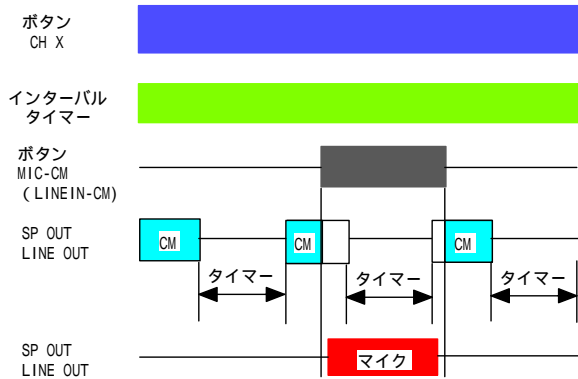 ボタン
CH X
インターバル
タイマー
ボタン
MIC-CM
(LINEIN-CM)
SP OUT
LINE OUT
CM
CM
CM
タイマー
タイマー
タイマー
SP OUT
LINE OUT
マイク